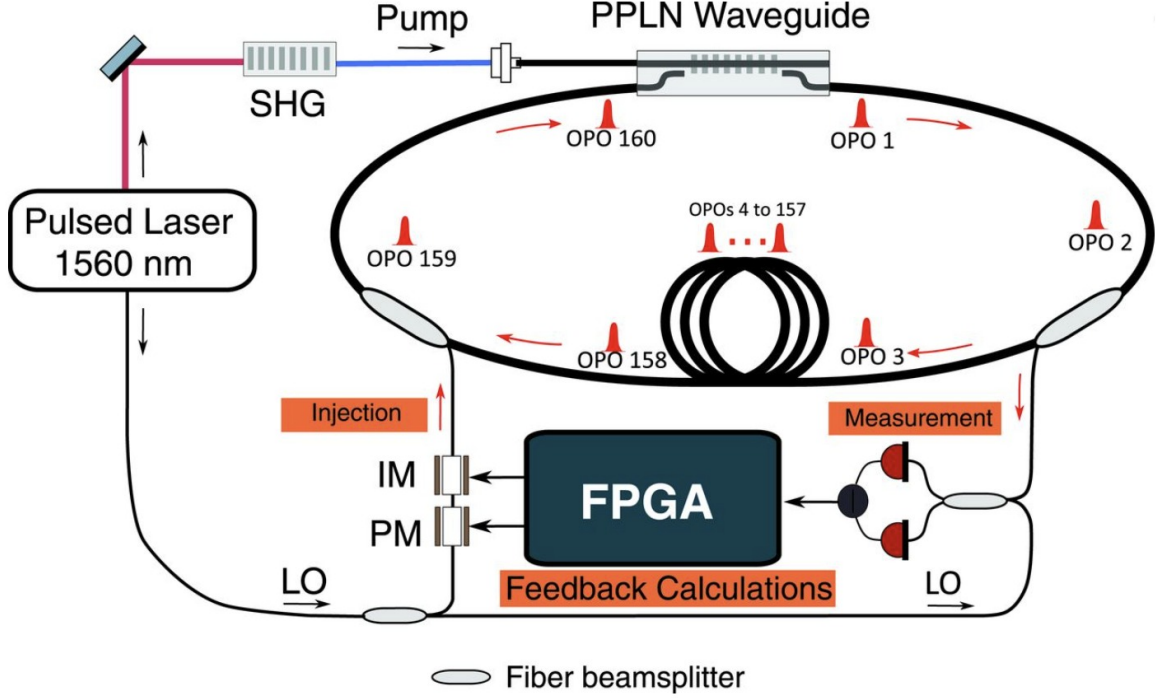 Pump
PPLN Waveguide
SHG
OPO 160
OPO 1
Pulsed Laser
1560 nm
OPO 159
OPOs 4 to 157
OPO 2
OPO 158
OPO 3
Injection
Measurement
IM
PM
FPGA
Feedback Calculations
LO
LO
Fiber beamsplitter